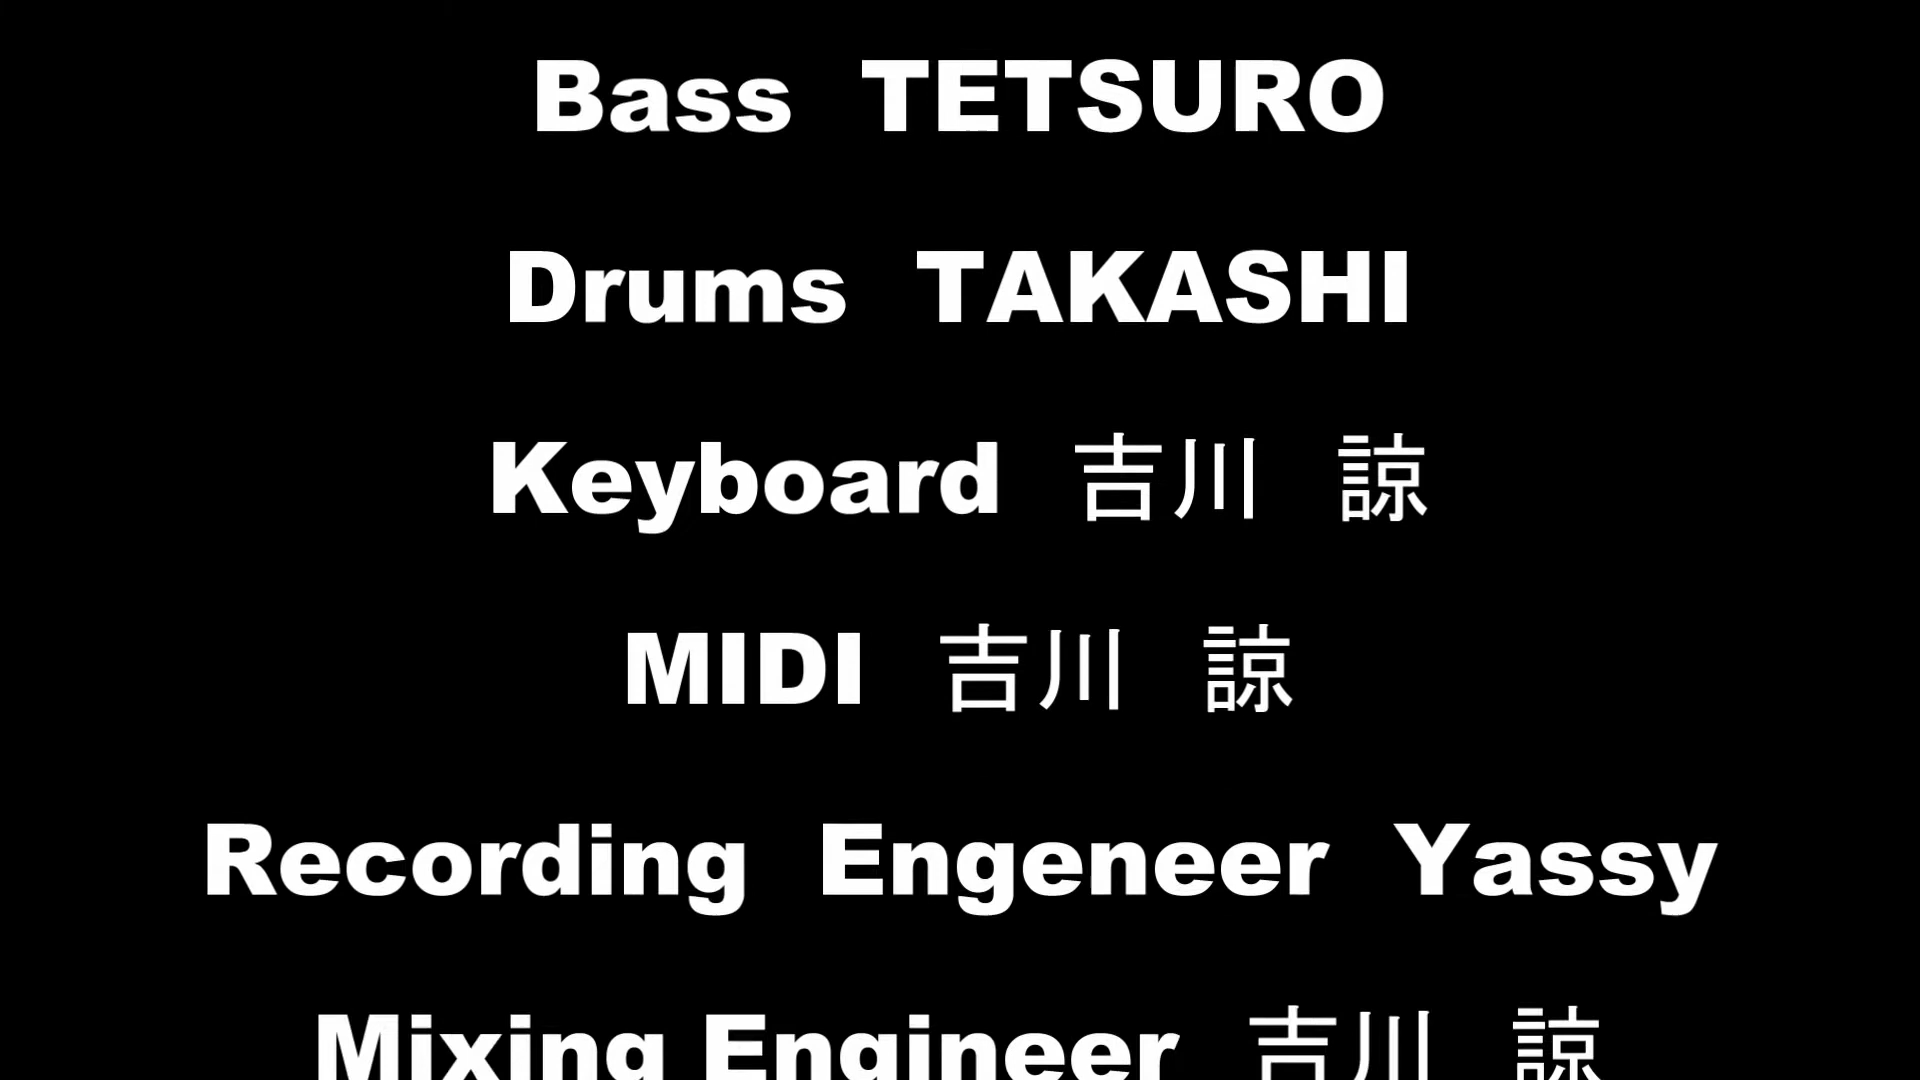 Bass TETSURO
Drums TAKASHI
Keyboard 吉川 諒
MIDI 吉川 諒
Recording Engeneer Yassy
Mixing Engineer 吉川 諒